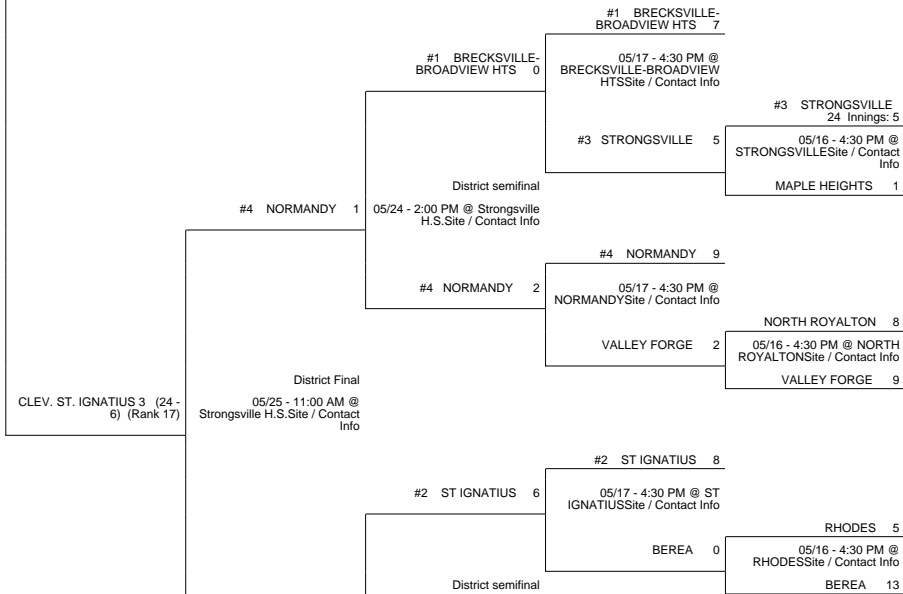 #1 BRECKSVILLE-
BROADVIEW HTS 7
#1 BRECKSVILLE-
BROADVIEW HTS 0
05/17 - 4:30 PM @
BRECKSVILLE-BROADVIEW
HTSSite / Contact Info
#3 STRONGSVILLE
24 Innings: 5
#3 STRONGSVILLE 5
05/16 - 4:30 PM @
STRONGSVILLESite / Contact
Info
MAPLE HEIGHTS 1
District semifinal
#4 NORMANDY 1
05/24 - 2:00 PM @ Strongsville
H.S.Site / Contact Info
#4 NORMANDY 9
#4 NORMANDY 2
05/17 - 4:30 PM @
NORMANDYSite / Contact Info
NORTH ROYALTON 8
VALLEY FORGE 2
05/16 - 4:30 PM @ NORTH
ROYALTONSite / Contact Info
VALLEY FORGE 9
District Final
CLEV. ST. IGNATIUS 3 (24 -
6) (Rank 17)
05/25 - 11:00 AM @
Strongsville H.S.Site / Contact
Info
#2 ST IGNATIUS 8
#2 ST IGNATIUS 6
05/17 - 4:30 PM @ ST
IGNATIUSSite / Contact Info
RHODES 5
BEREA 0
05/16 - 4:30 PM @
RHODESSite / Contact Info
District semifinal
BEREA 13